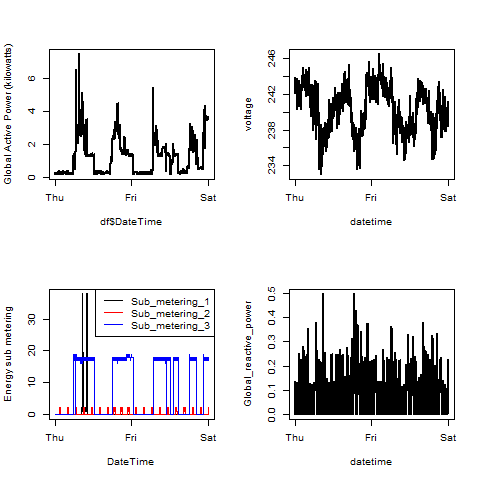 Global Active Power (kilowatts)
0 2 4 6
Thu Fri Sat
df$DateTime
voltage
234 238 242 246
Thu Fri Sat
datetime
Energy sub metering
0 10 20 30
Sub_metering_1
Sub_metering_2
Sub_metering_3
Thu Fri Sat
DateTime
Global_reactive_power
0.0 0.1 0.2 0.3 0.4 0.5
Thu Fri Sat
datetime